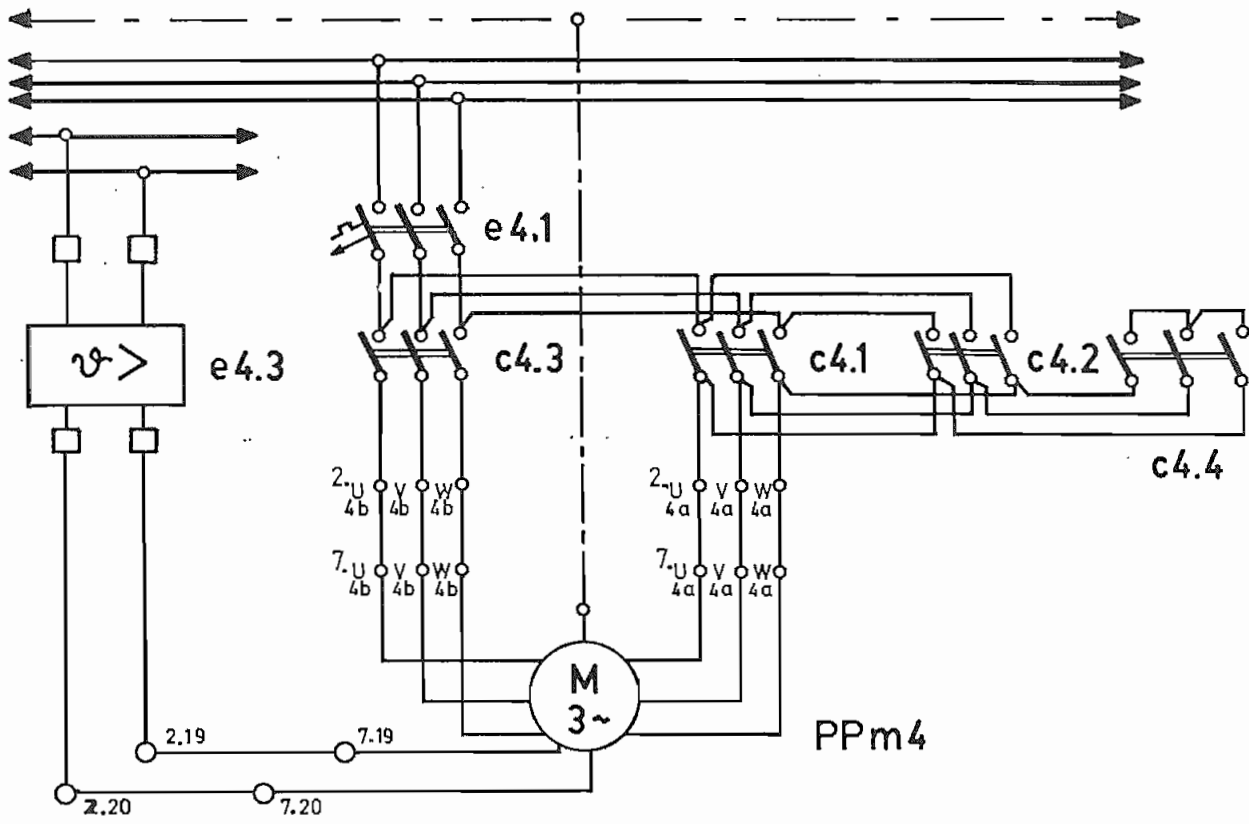 e4.1
ϑ>
e4.3
c4.3
c4.1
c4.2
c4.4
2. U 4b V 4b W 4b
2. U 4a V 4a W 4a
7. U 4b V 4b W 4b
7. U 4a V 4a W 4a
M
3~
PPm4
2.19
7.19
2.20
7.20